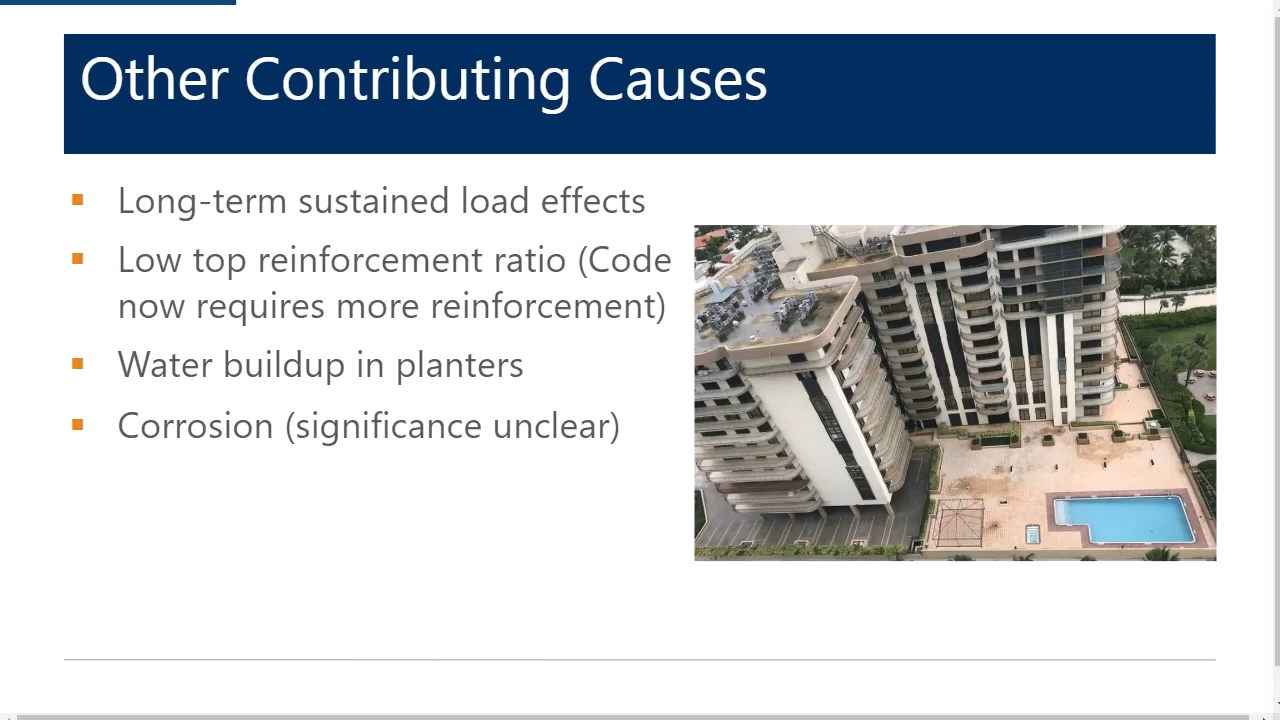 Other Contributing Causes
Long-term sustained load effects
Low top reinforcement ratio (Code
now requires more reinforcement)
Water buildup in planters
Corrosion (significance unclear)